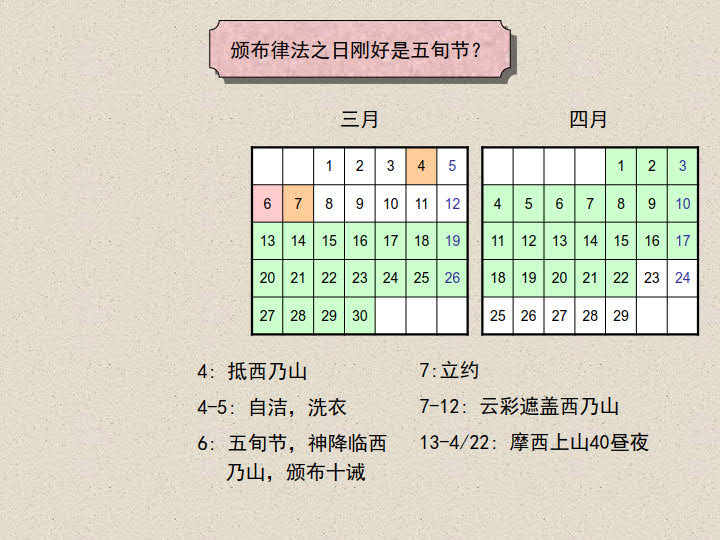 颁布律法之日刚好是五旬节？
三月
四月
1 2 3 4 5
6 7 8 9 10 11 12
13 14 15 16 17 18 19
20 21 22 23 24 25 26
27 28 29 30
1 2 3
4 5 6 7 8 9 10
11 12 13 14 15 16 17
18 19 20 21 22 23 24
25 26 27 28 29
4: 抵西乃山
4-5: 自洁，洗衣
6: 五旬节，神降临西
乃山，颁布十诫
7:立约
7-12: 云彩遮盖西乃山
13-4/22: 摩西上山40昼夜